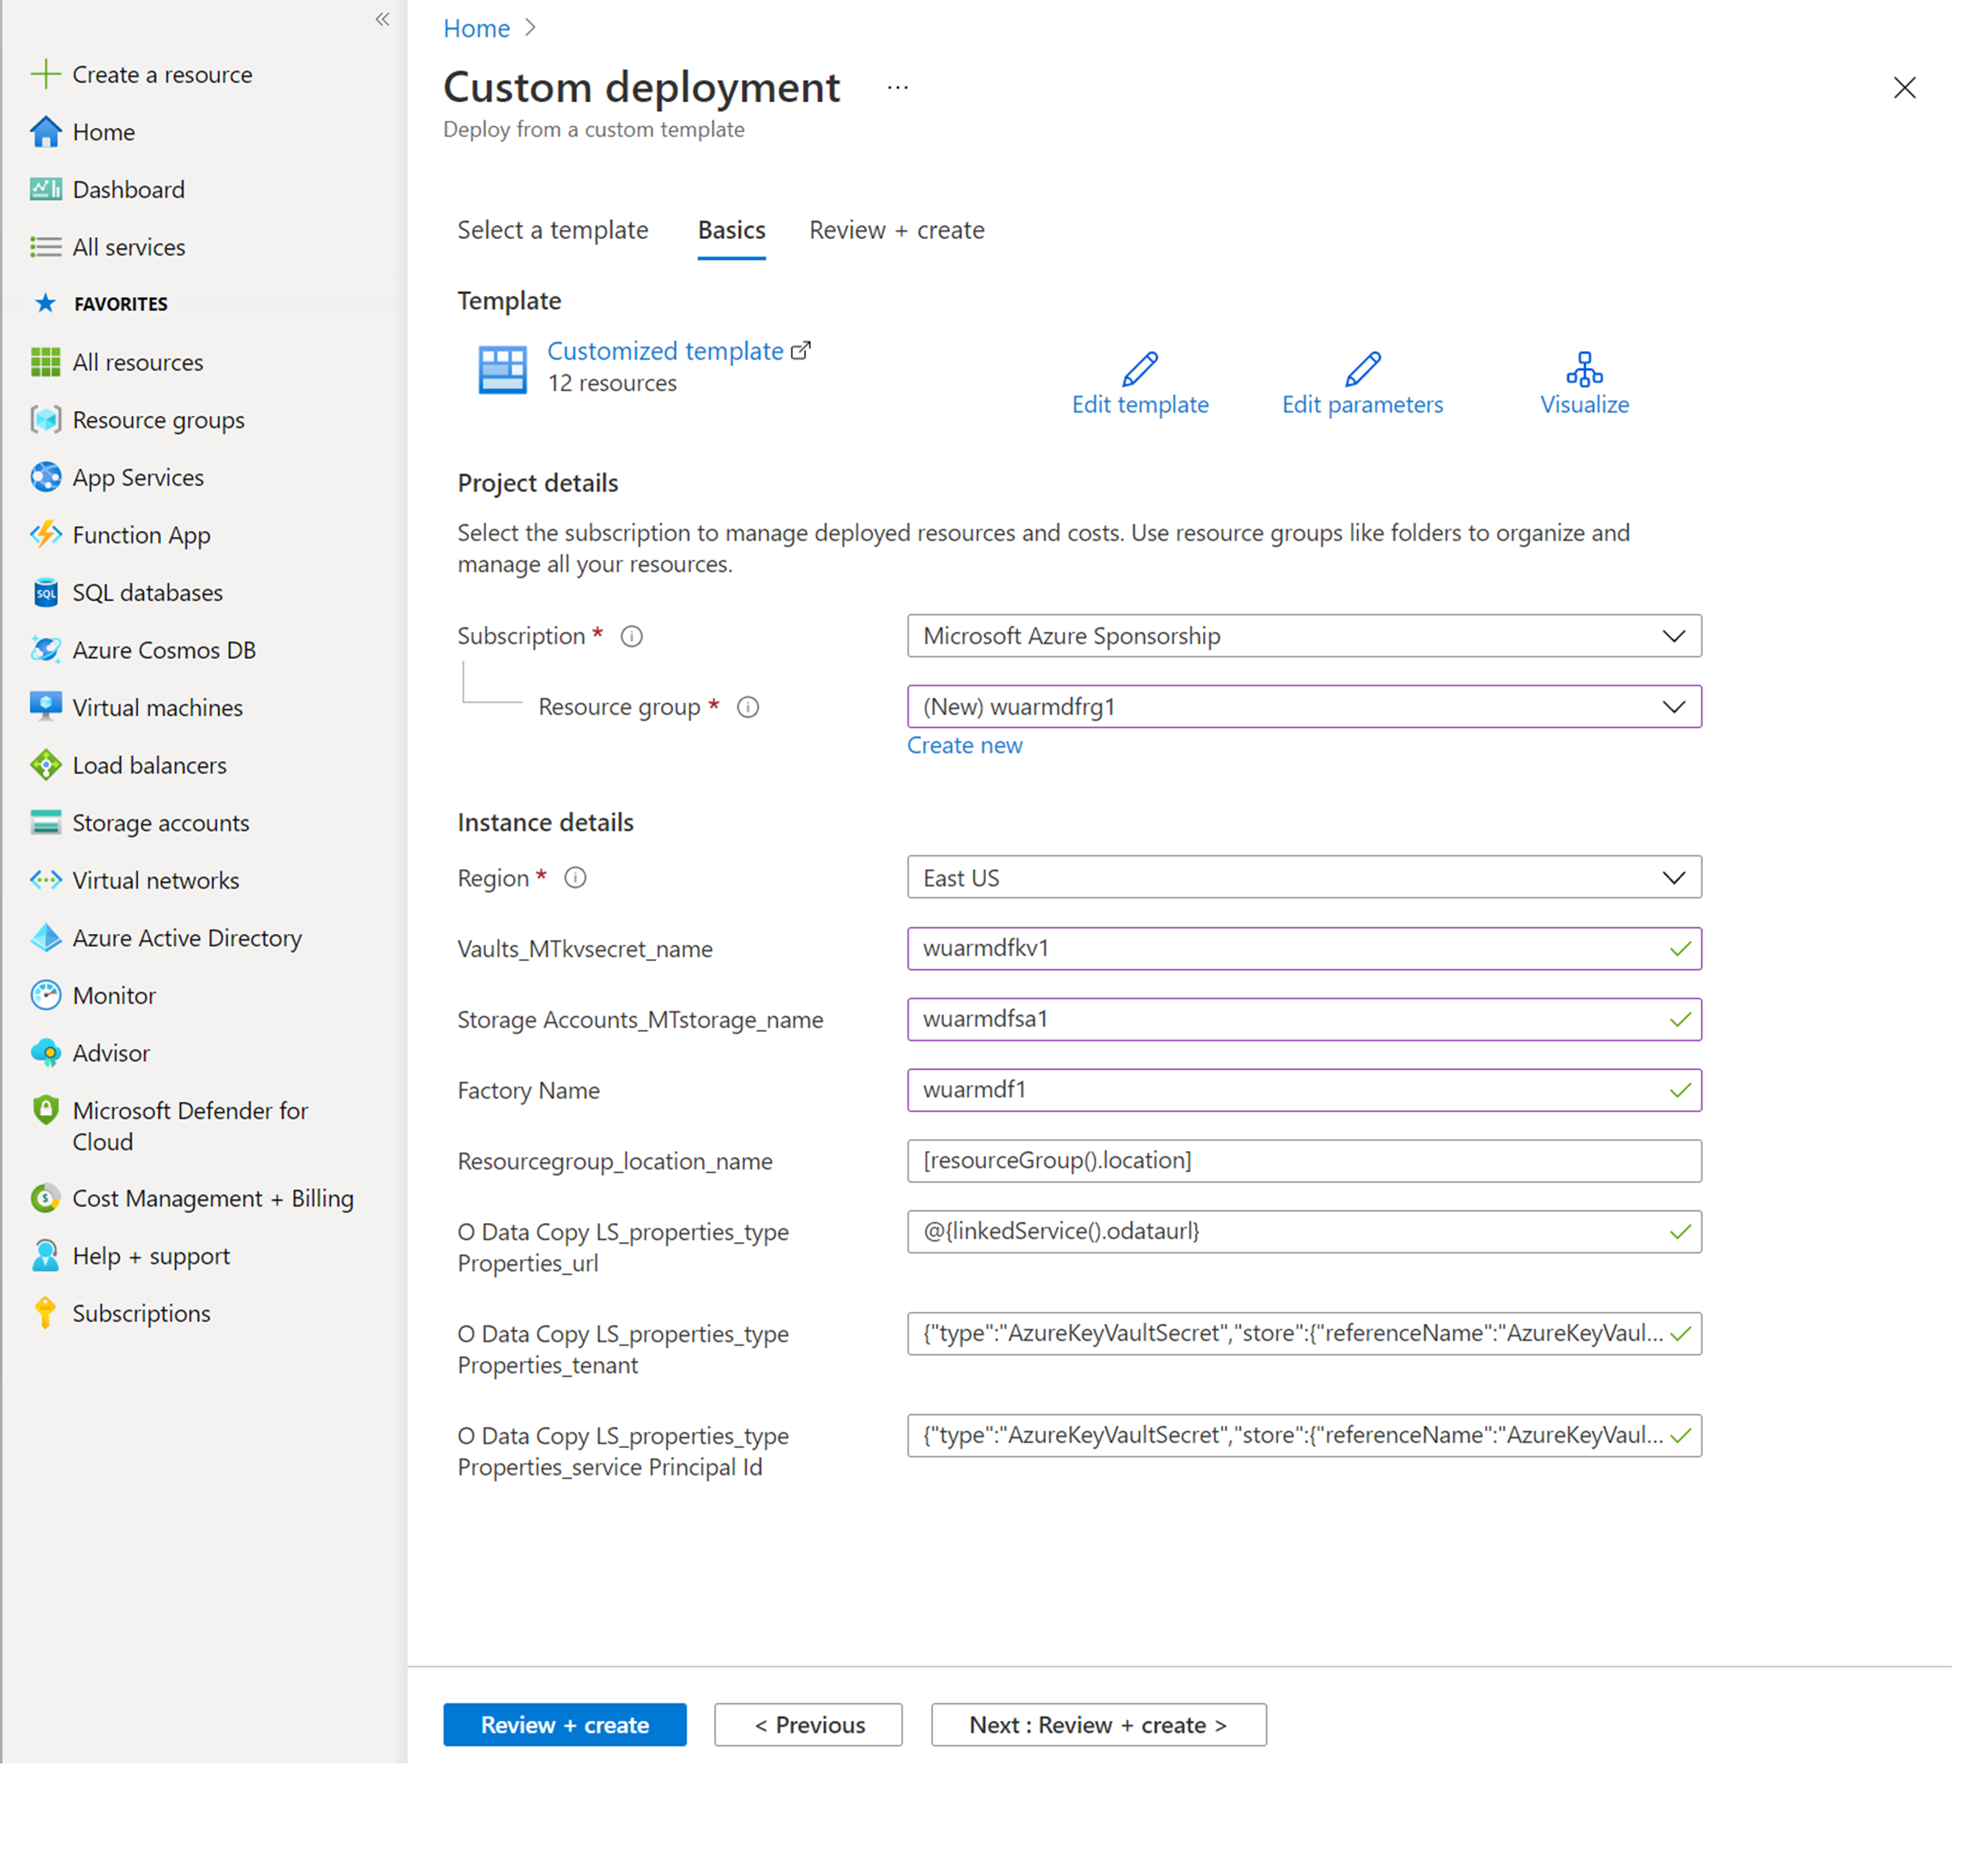 «
Create a resource
Home
Dashboard
All services
FAVORITES
All resources
Resource groups
App Services
Function App
SQL databases
Azure Cosmos DB
Virtual machines
Load balancers
Storage accounts
Virtual networks
Azure Active Directory
Monitor
Advisor
Microsoft Defender for
Cloud
Cost Management + Billing
Help + support
Subscriptions
Home >
Custom deployment ...
Deploy from a custom template
Select a template Basics Review + create
Template
Customized template
12 resources
Edit template Edit parameters Visualize
Project details
Select the subscription to manage deployed resources and costs. Use resource groups like folders to organize and
manage all your resources.
Subscription * Microsoft Azure Sponsorship
Resource group * (New) wuarmdfrg1
Create new
Instance details
Region * East US
Vaults_MTkvsecret_name wuarmdfkv1
Storage Accounts_MTstorage_name wuarmdfsa1
Factory Name wuarmdf1
Resourcegroup_location_name [resourceGroup().location]
O Data Copy LS_properties_type @{linkedService().odataurl}
Properties_url
O Data Copy LS_properties_type {"type":"AzureKeyVaultSecret","store":{"referenceName":"AzureKeyVaul...
Properties_tenant
O Data Copy LS_properties_type {"type":"AzureKeyVaultSecret","store":{"referenceName":"AzureKeyVaul...
Properties_service Principal Id
Review + create < Previous Next : Review + create >